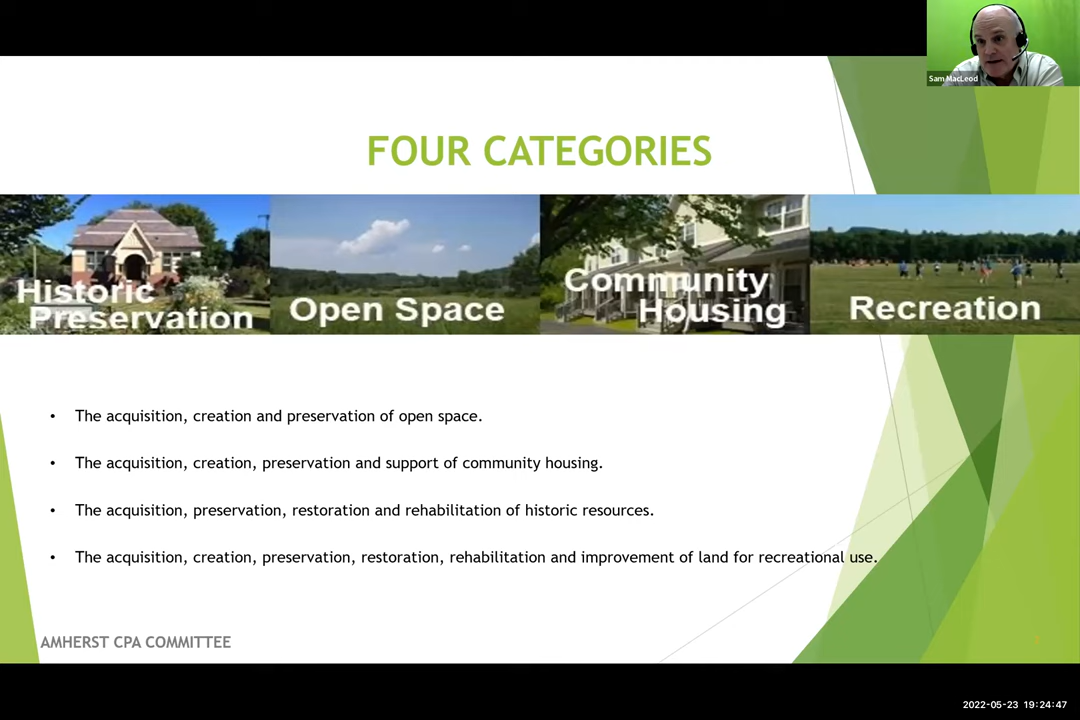 Sam MacLeod
FOUR CATEGORIES
Historic
Preservation
Open Space
Community
Housing
Recreation
• The acquisition, creation and preservation of open space.
• The acquisition, creation, preservation and support of community housing.
• The acquisition, preservation, restoration and rehabilitation of historic resources.
• The acquisition, creation, preservation, restoration, rehabilitation and improvement of land for recreational use.
AMHERST CPA COMMITTEE
2022-05-23 19:24:47